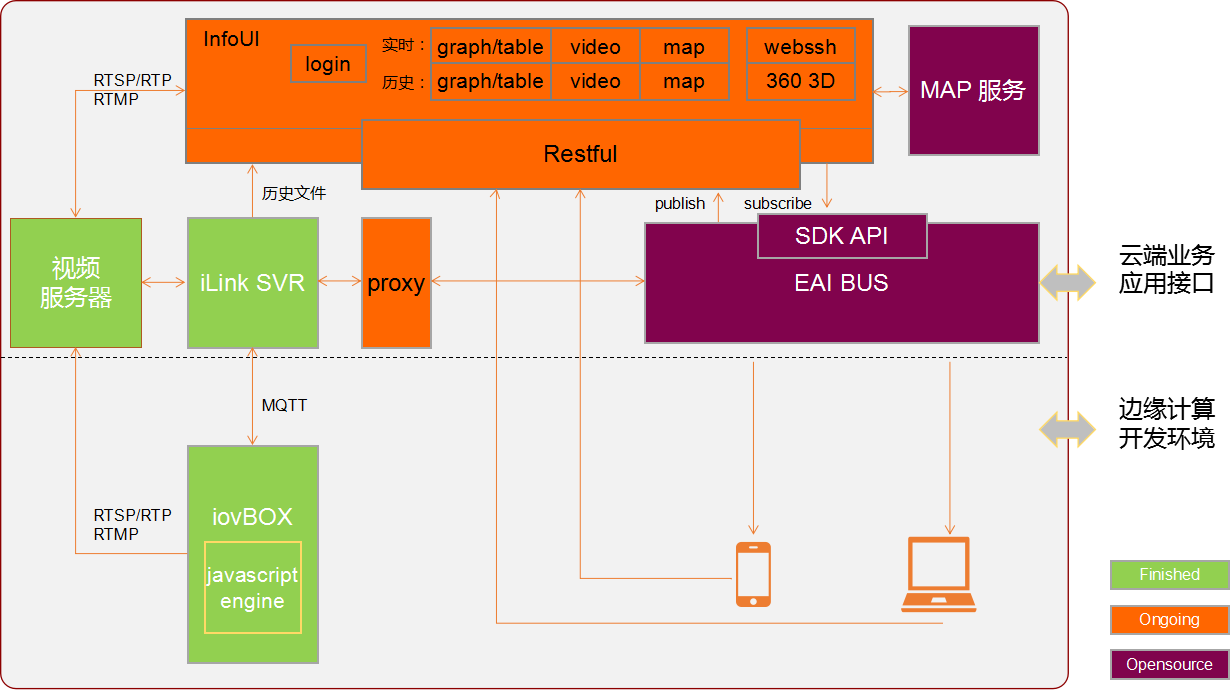 InfoUI
login
实时：
graph/table
video
map
webssh
历史：
graph/table
video
map
360 3D
MAP 服务
RTSP/RTP
RTMP
Restful
历史文件
publish
subscribe
视频
服务器
iLink SVR
proxy
SDK API
EAI BUS
云端业务
应用接口
MQTT
边缘计算
开发环境
RTSP/RTP
RTMP
iovBOX
javascript
engine
Finished
Ongoing
Opensource